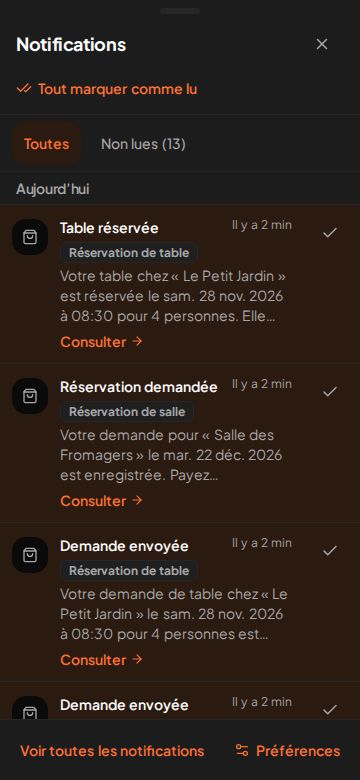 Notifications
Tout marquer comme lu
Toutes
Non lues (13)
Aujourd'hui
Table réservée
Il y a 2 min
Réservation de table
Votre table chez « Le Petit Jardin »
est réservée le sam. 28 nov. 2026
à 08:30 pour 4 personnes. Elle…
Consulter →
Réservation demandée
Il y a 2 min
Réservation de salle
Votre demande pour « Salle des
Fromagers » le mar. 22 déc. 2026
est enregistrée. Payez…
Consulter →
Demande envoyée
Il y a 2 min
Réservation de table
Votre demande de table chez « Le
Petit Jardin » le sam. 28 nov. 2026
à 08:30 pour 4 personnes est…
Consulter →
Demande envoyée
Il y a 2 min
Voir toutes les notifications
Préférences